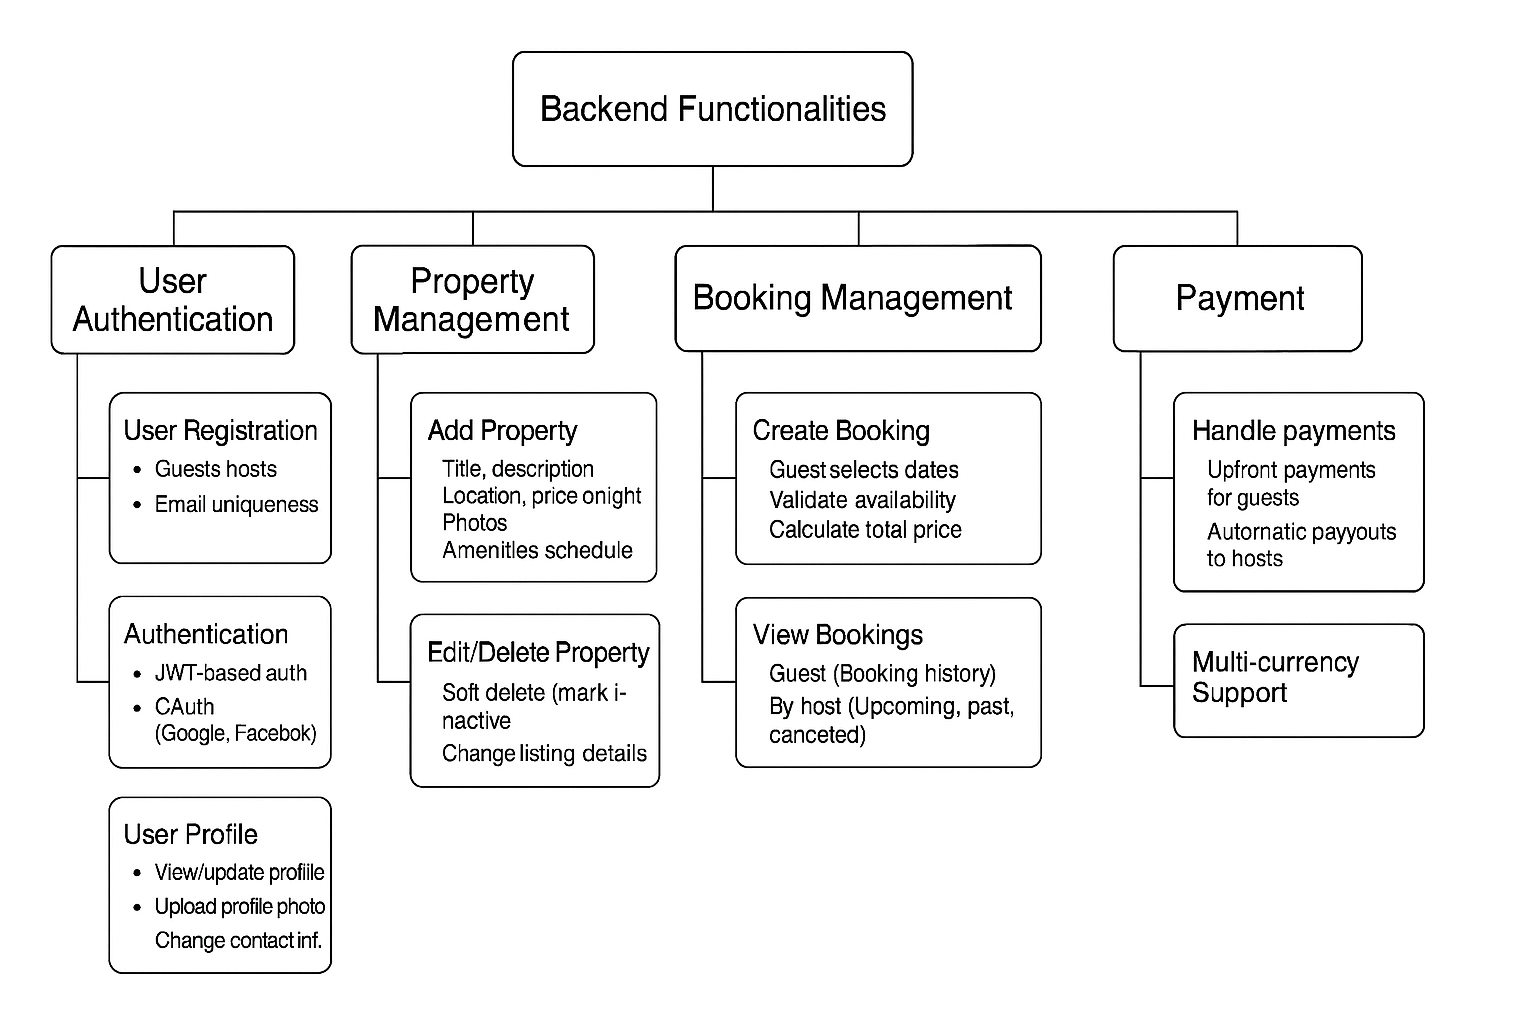 Backend Functionalities
User
Authentication
Property
Management
Booking Management
Payment
User Registration
• Guests hosts
• Email uniqueness
Authentication
• JWT-based auth
• CAuth
(Google, Facebok)
User Profile
• View/update profiile
• Upload profile photo
Change contact inf.
Add Property
Title, description
Location, price onight
Photos
Amenitles schedule
Edit/Delete Property
Soft delete (mark i-
nactive
Change listing details
Create Booking
Guest selects dates
Validate availability
Calculate total price
View Bookings
Guest (Booking history)
By host (Upcoming, past,
canceted)
Handle payments
Upfront payments
for guests
Autornatic payyouts
to hosts
Multi-currency
Support